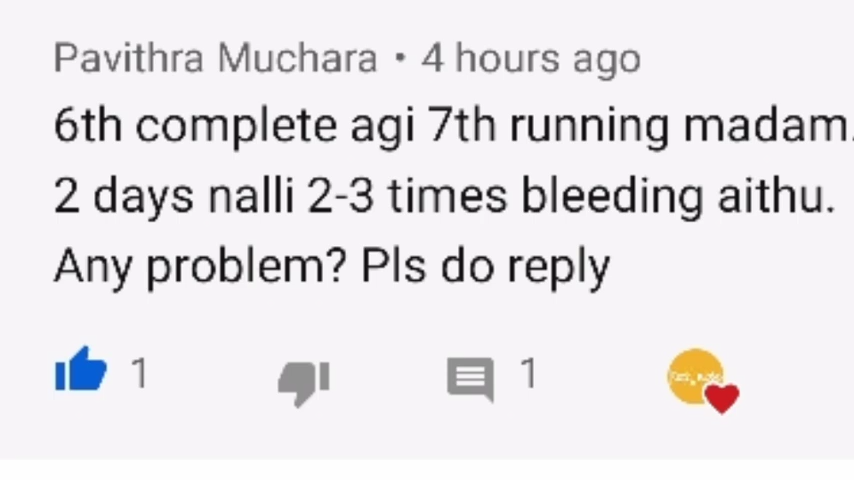 Pavithra Muchara • 4 hours ago
6th complete agi 7th running madam.
2 days nalli 2-3 times bleeding aithu.
Any problem? Pls do reply
1 1